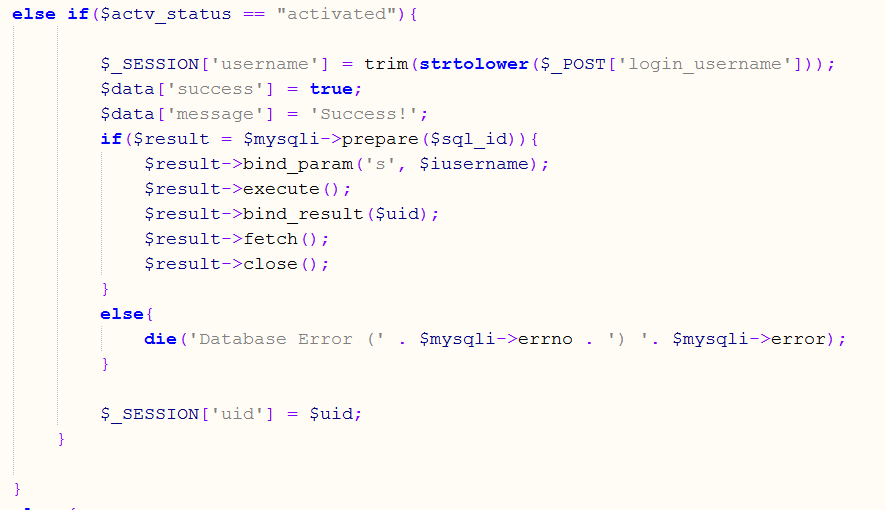 else if($actv_status == "activated"){
$_SESSION['username'] = trim(strtolower($_POST['login_username']));
$data['success'] = true;
$data['message'] = 'Success!';
if($result = $mysqli->prepare($sql_id)){
$result->bind_param('s', $iusername);
$result->execute();
$result->bind_result($uid);
$result->fetch();
$result->close();
}
else{
die('Database Error (' . $mysqli->errno . ') '. $mysqli->error);
}
$_SESSION['uid'] = $uid;
}
}